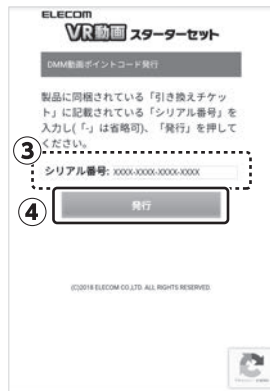 ELECOM
VR動画 スターターセット
DMM動画ポイントコード発行
製品に同梱されている「引き換えチケッ
ト」に記載されている「シリアル番号」を
入力し(「-」は省略可)、「発行」を押して
ください。
③
シリアル番号: XXXX-XXXX-XXXX-XXXX
④
発行
(C)2018 ELECOM CO.,LTD. ALL RIGHTS RESERVED.